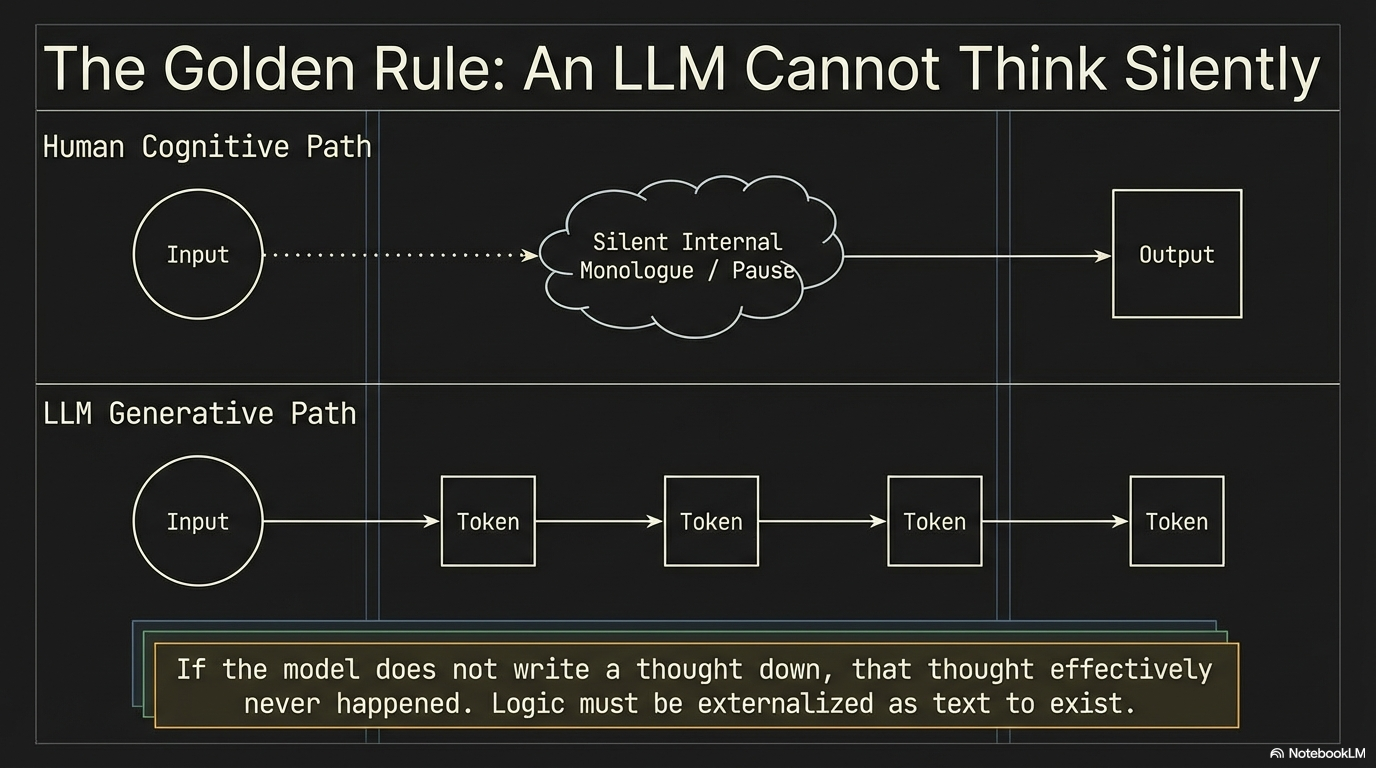 The Golden Rule: An LLM Cannot Think Silently
Human Cognitive Path
Input
Silent Internal
Monologue / Pause
Output
LLM Generative Path
Input
Token
Token
Token
Token
If the model does not write a thought down, that thought effectively
never happened. Logic must be externalized as text to exist.
NotebookLM